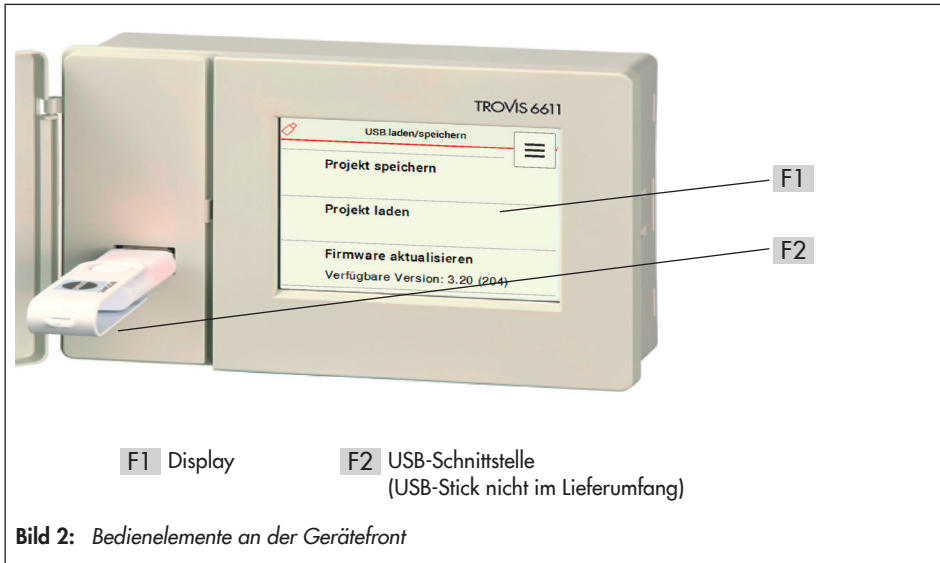 TROVIS 6611
USB laden/speichern
Projekt speichern
Projekt laden
Firmware aktualisieren
Verfügbare Version: 3.20 (204)
F1
F2
F1 Display
F2 USB-Schnittstelle
(USB-Stick nicht im Lieferumfang)
Bild 2: Bedienelemente an der Gerätefront